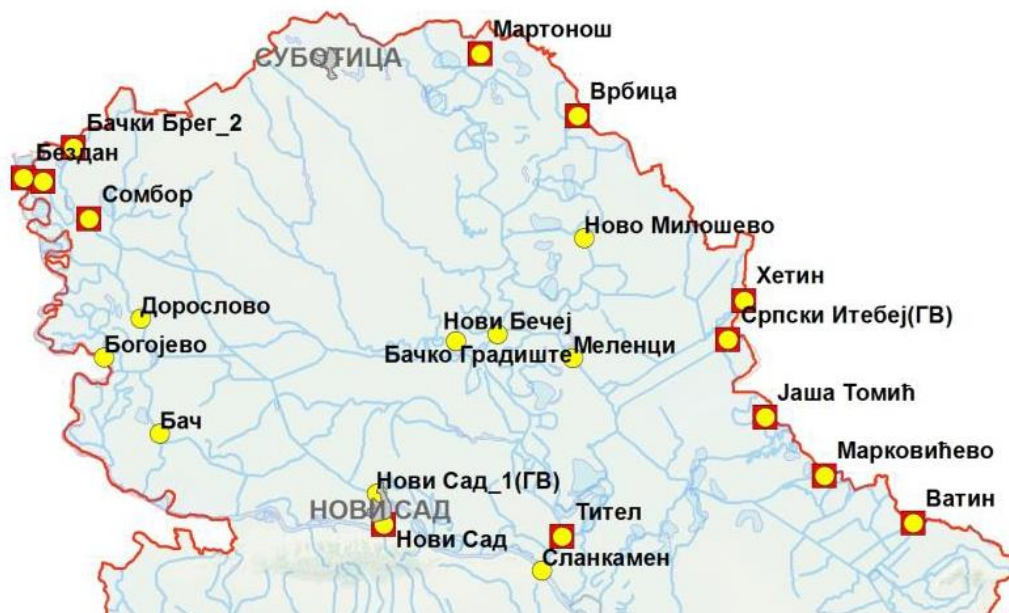 Мартонош
СУБОТИЦА
Врбица
Бачки Брег_2
Бездан
Сомбор
Ново Милошево
Хетин
Дорослово
Српски Итебеј(ГВ)
Нови Бечеј
Богојево
Бачко Градиште
Меленци
Јаша Томић
Бач
Марковићево
Нови Сад_1(ГВ)
Ватин
НОВИ САД
Тител
Нови Сад
Сланкамен